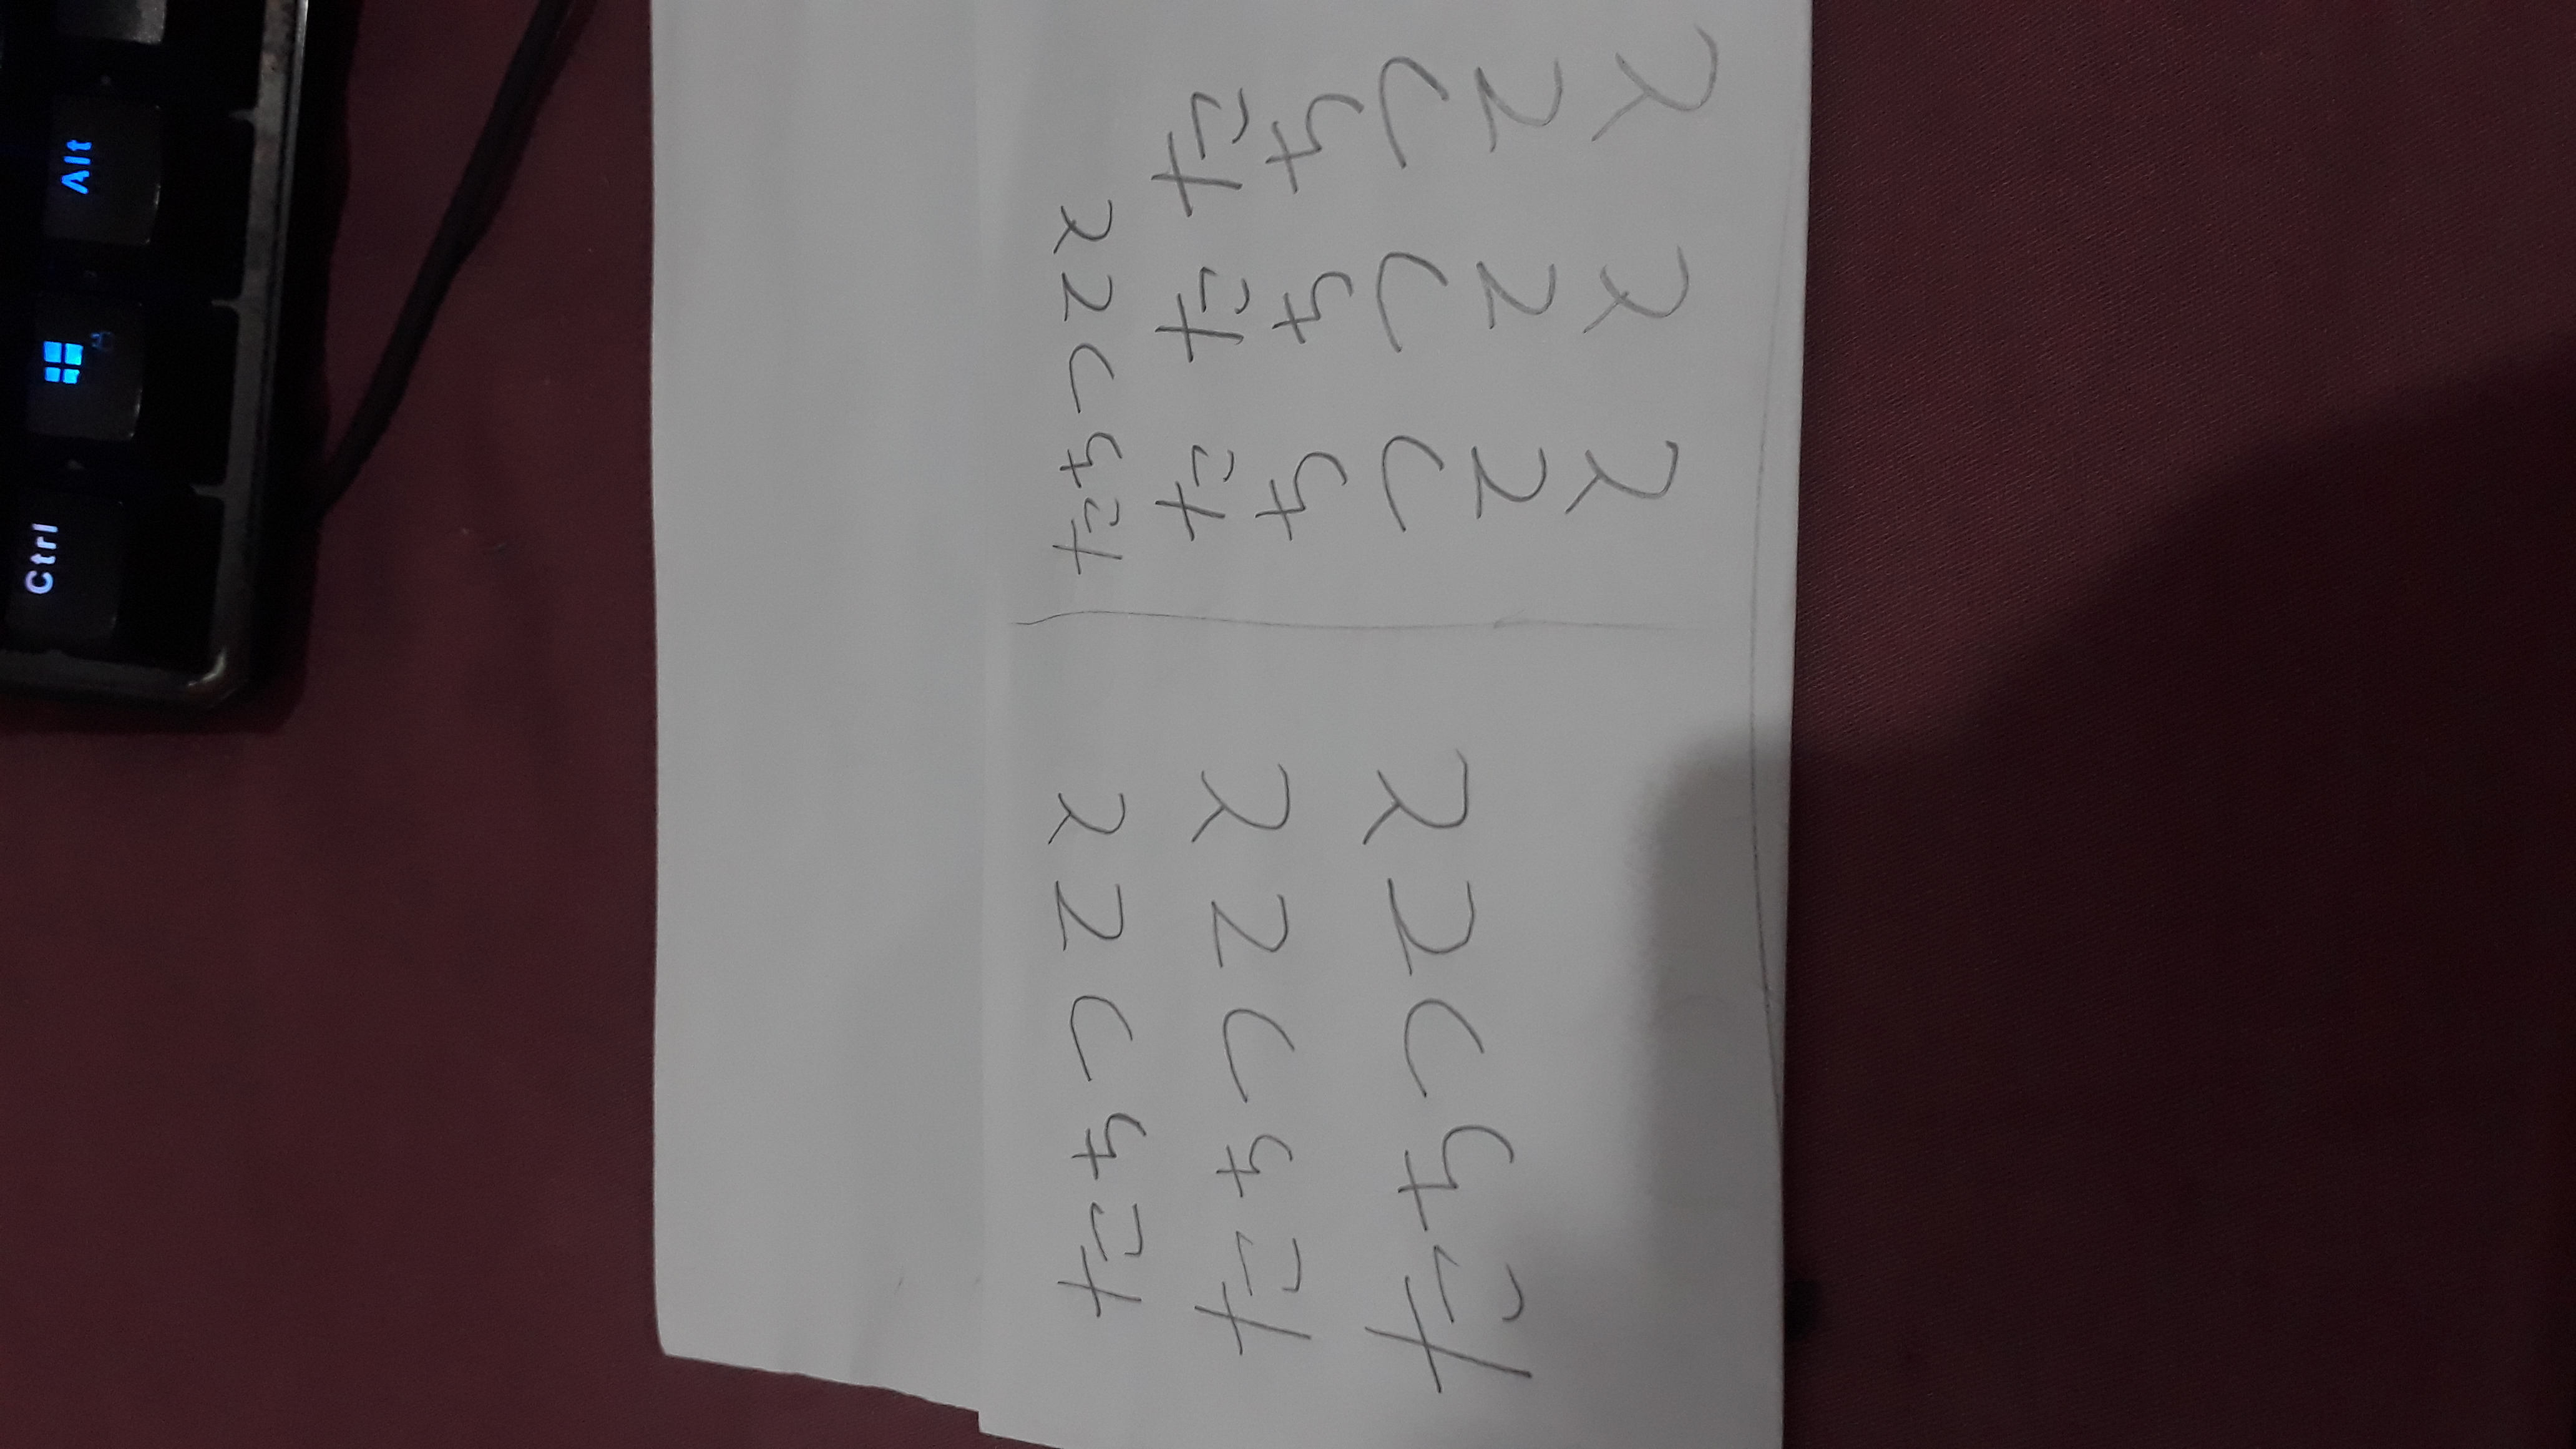 Ctrl Alt
たちつてと
たちつてと
たちつてと
たちつてと
た た た
ち ち ち
つ つ つ
て て て
と と と